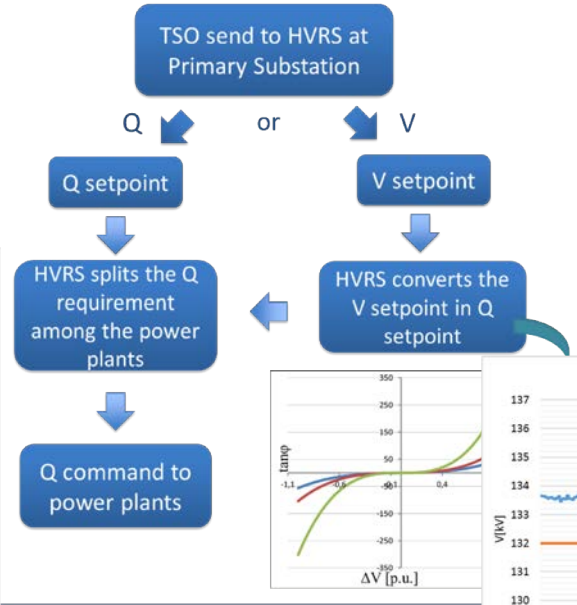 TSO send to HVRS at
Primary Substation
Q
or
V
Q setpoint
V setpoint
HVRS splits the Q
requirement
among the power
plants
HVRS converts the
V setpoint in Q
setpoint
Q command to
power plants
350
250
150
50
-50
-150
-250
-350
-1,1
-0,6
-0,1
0,4
tanφ
ΔV [p.u.]
137
136
135
134
133
132
131
130
V[kV]